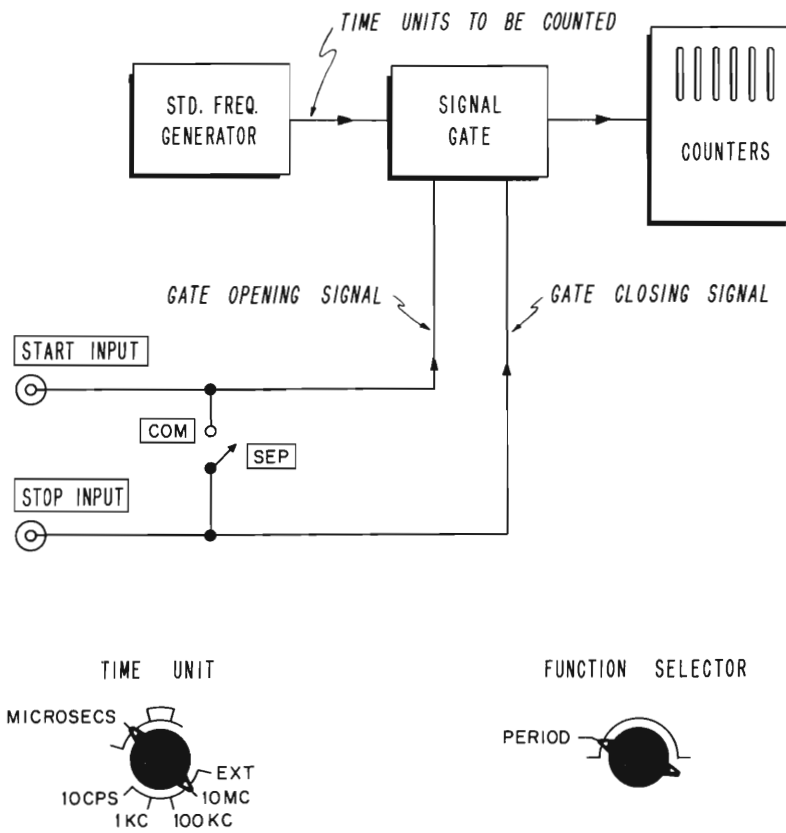 TIME UNITS TO BE COUNTED
STD. FREQ.
GENERATOR
SIGNAL
GATE
COUNTERS
GATE OPENING SIGNAL
GATE CLOSING SIGNAL
START INPUT
COM
SEP
STOP INPUT
TIME UNIT
MICROSECS
EXT
10CPS
10MC
1KC
100KC
FUNCTION SELECTOR
PERIOD